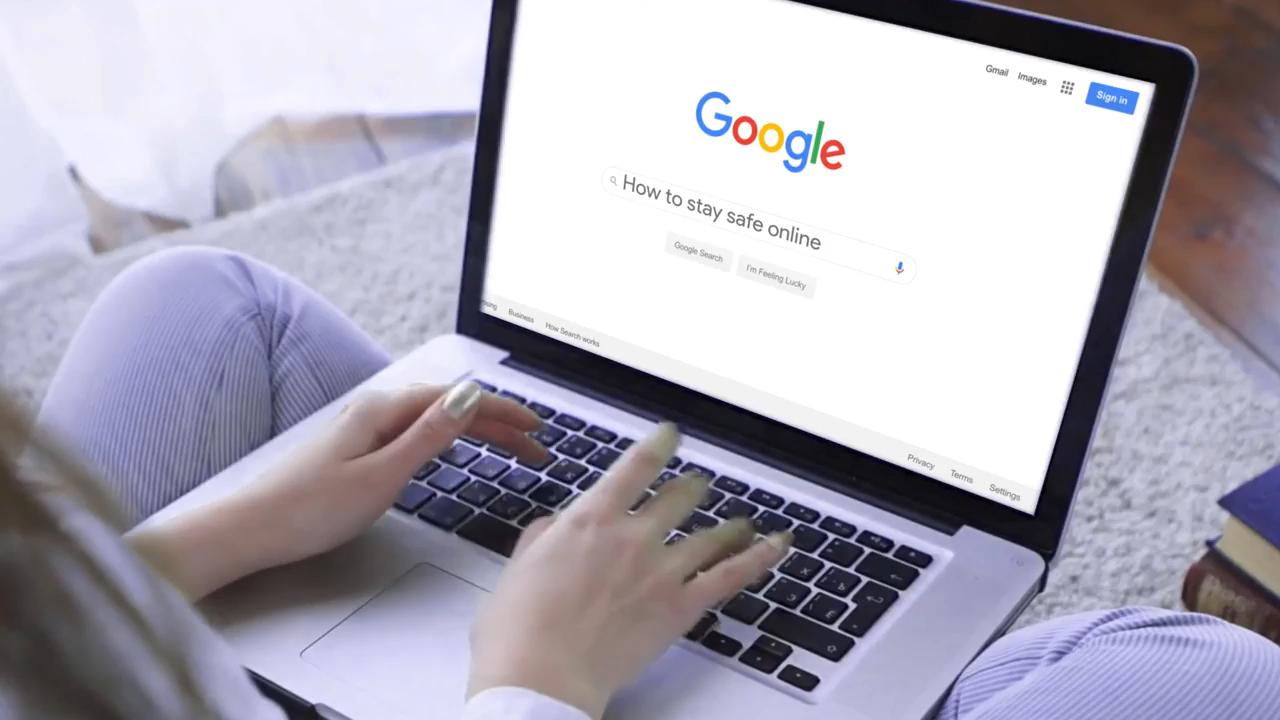 Gmail Images Sign in
Google
How to stay safe online
Google Search I'm Feeling Lucky
Business How Search works
Privacy Terms Settings